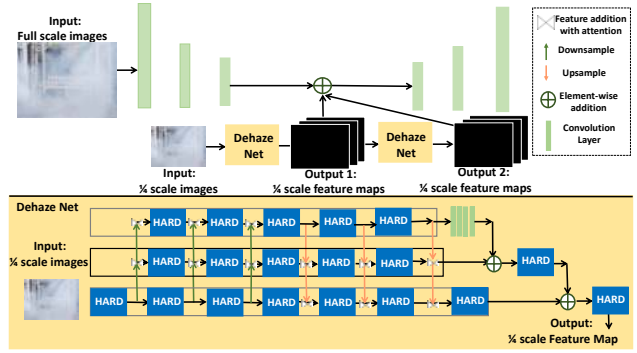 Input:
Full scale images
Feature addition
with attention
Downsample
Upsample
Element-wise
addition
Convolution
Layer
Dehaze
Net
Dehaze
Net
Input:
¼ scale images
Output 1:
¼ scale feature maps
Output 2:
¼ scale feature maps
Dehaze Net
HARD HARD HARD HARD HARD HARD
Input:
¼ scale images
HARD HARD HARD HARD HARD HARD HARD
HARD HARD HARD HARD HARD HARD HARD HARD HARD
Output:
¼ scale Feature Map